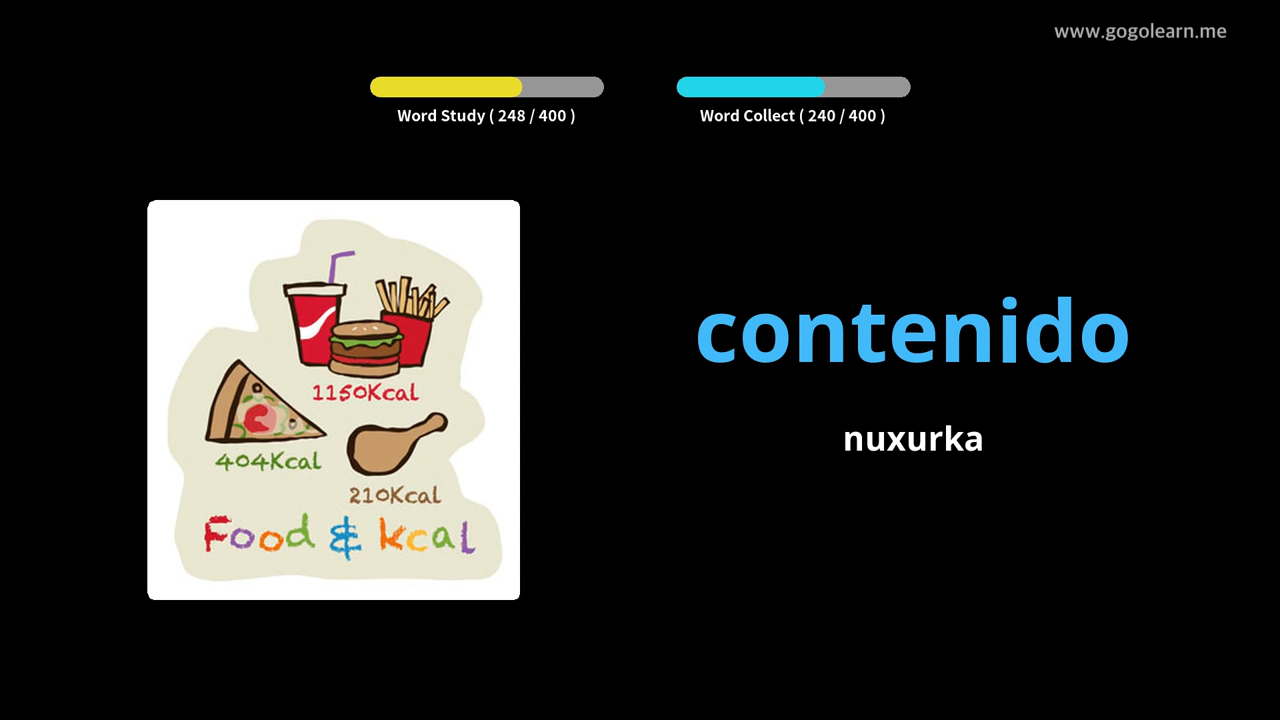 www.gogolearn.me
Word Study ( 248 / 400 )
Word Collect ( 240 / 400 )
1150Kcal
404Kcal
210Kcal
Food & kcal
contenido
nuxurka